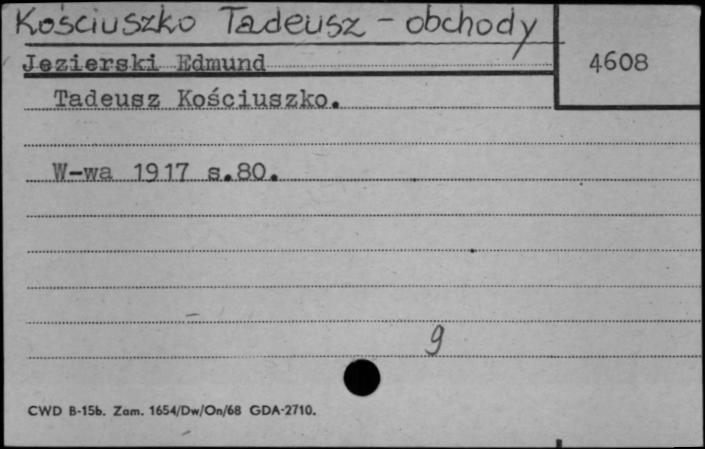 Kościuszko Tadeusz - obchody
Jezierski Edmund
4608
Tadeusz Kościuszko.
W-wa 1917 s.80.
9
CWD B-15b. Zam. 1654/Dw/On/68 GDA-2710.